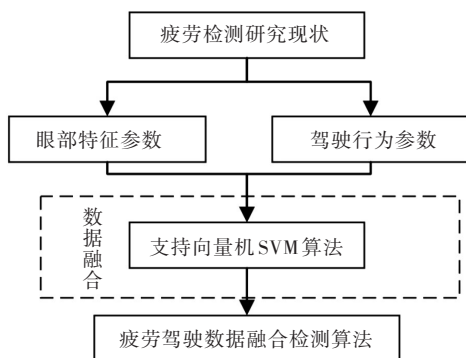 疲劳检测研究现状
眼部特征参数
驾驶行为参数
数据融合
支持向量机SVM算法
疲劳驾驶数据融合检测算法